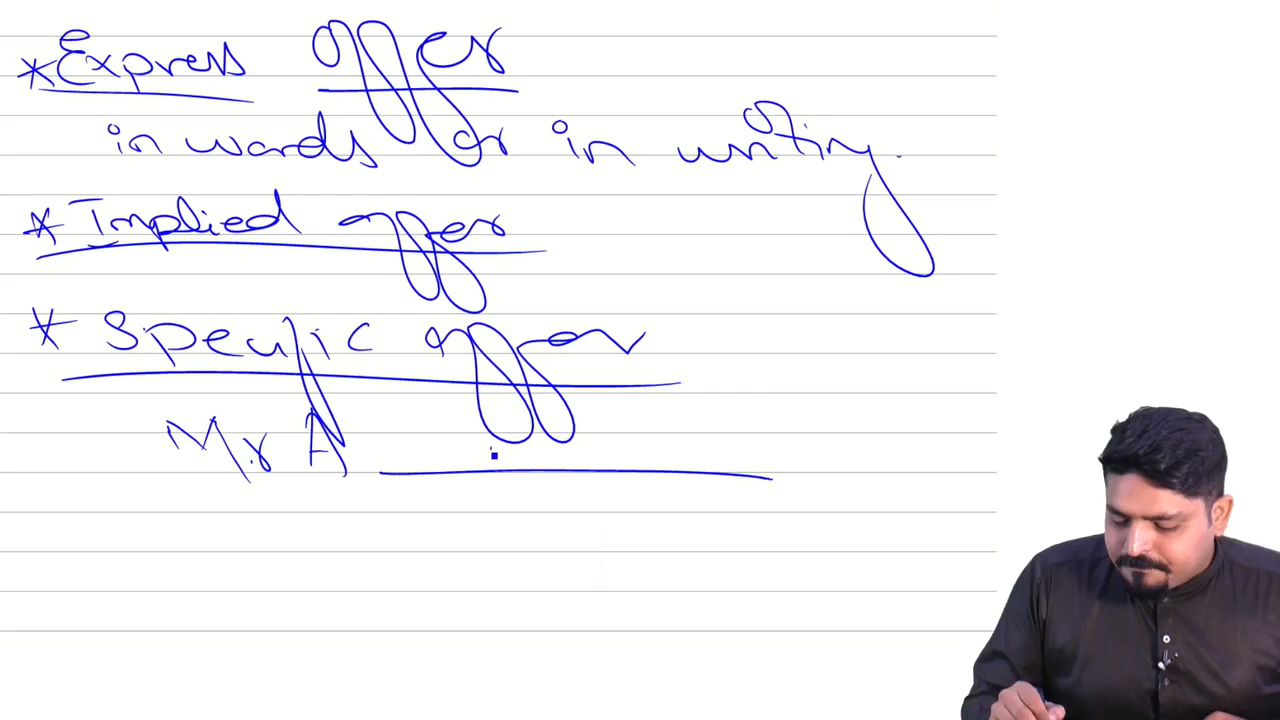 * Express offer
in words or in writing.
* Implied offer
* Specific offer
Mr A